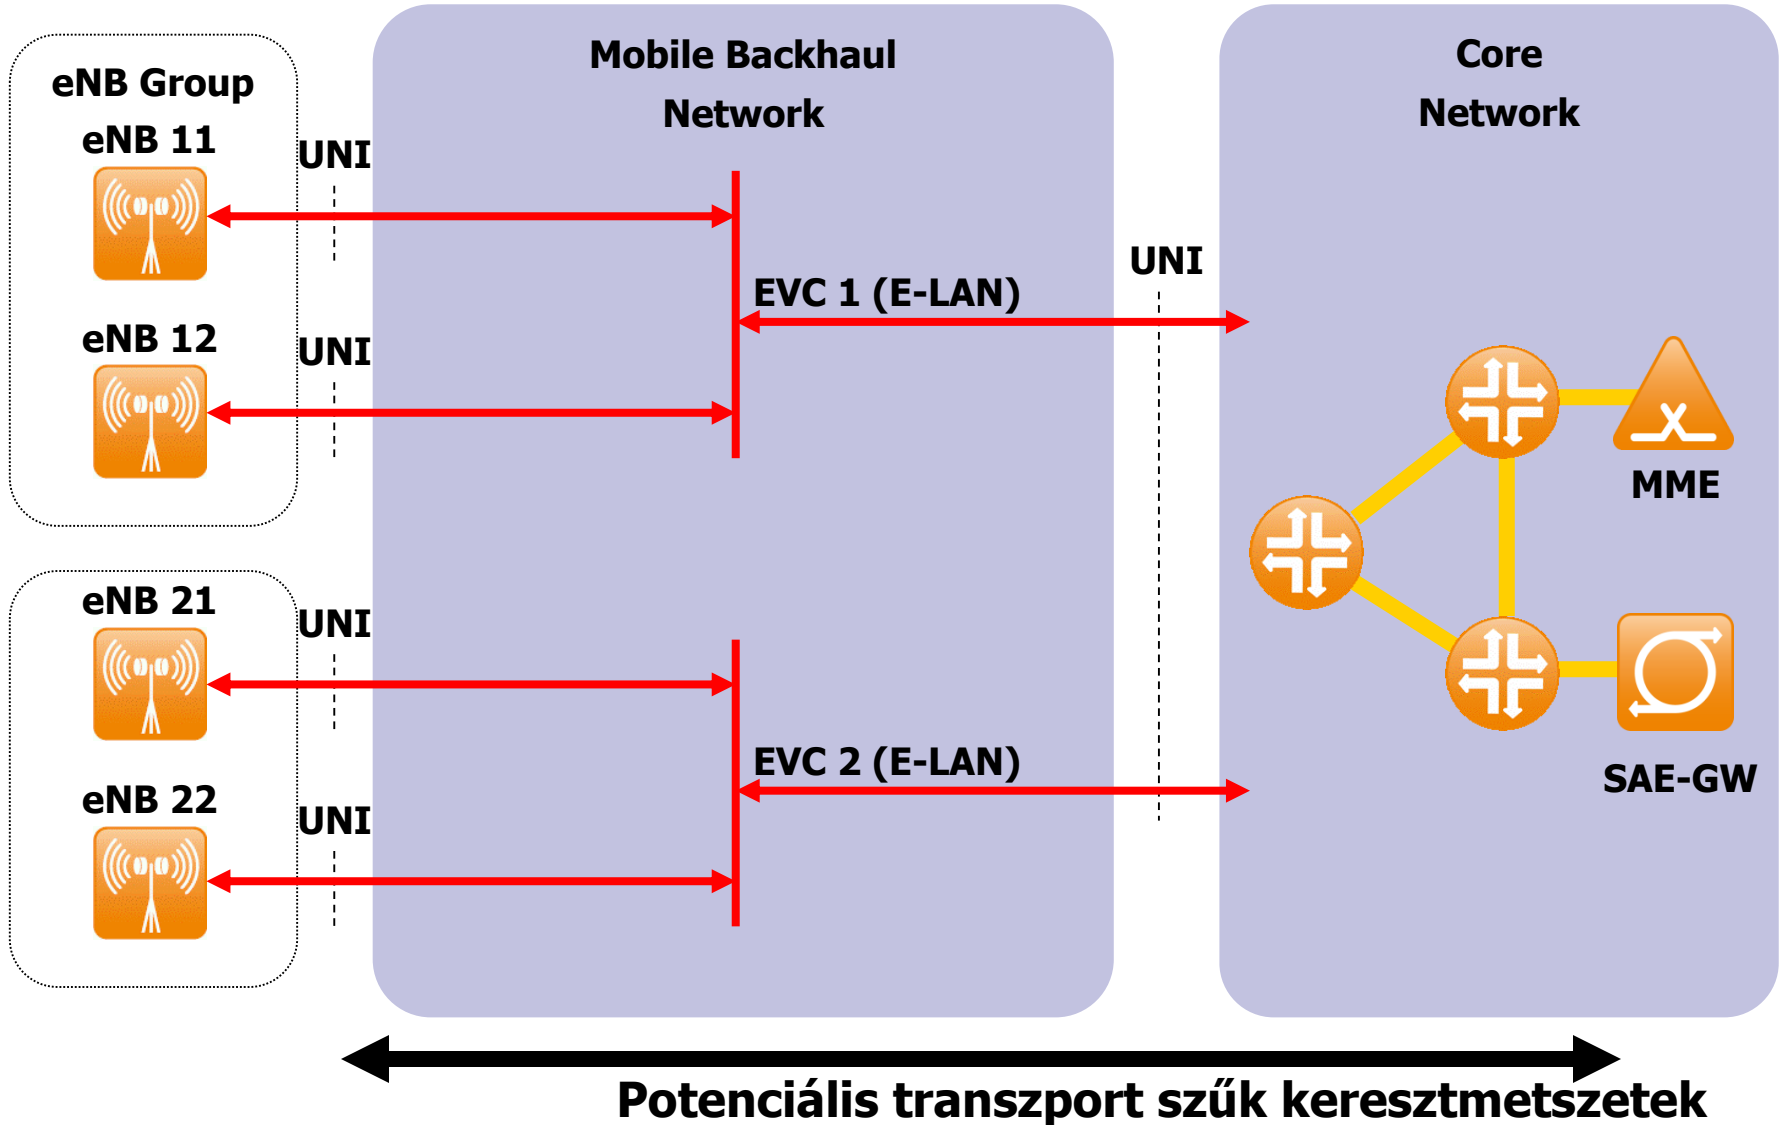 Mobile Backhaul
Network
Core
Network
eNB Group
eNB 11
UNI
eNB 12
UNI
EVC 1 (E-LAN)
UNI
MME
eNB 21
UNI
eNB 22
UNI
EVC 2 (E-LAN)
SAE-GW
Potenciális transzport szűk keresztmetszetek